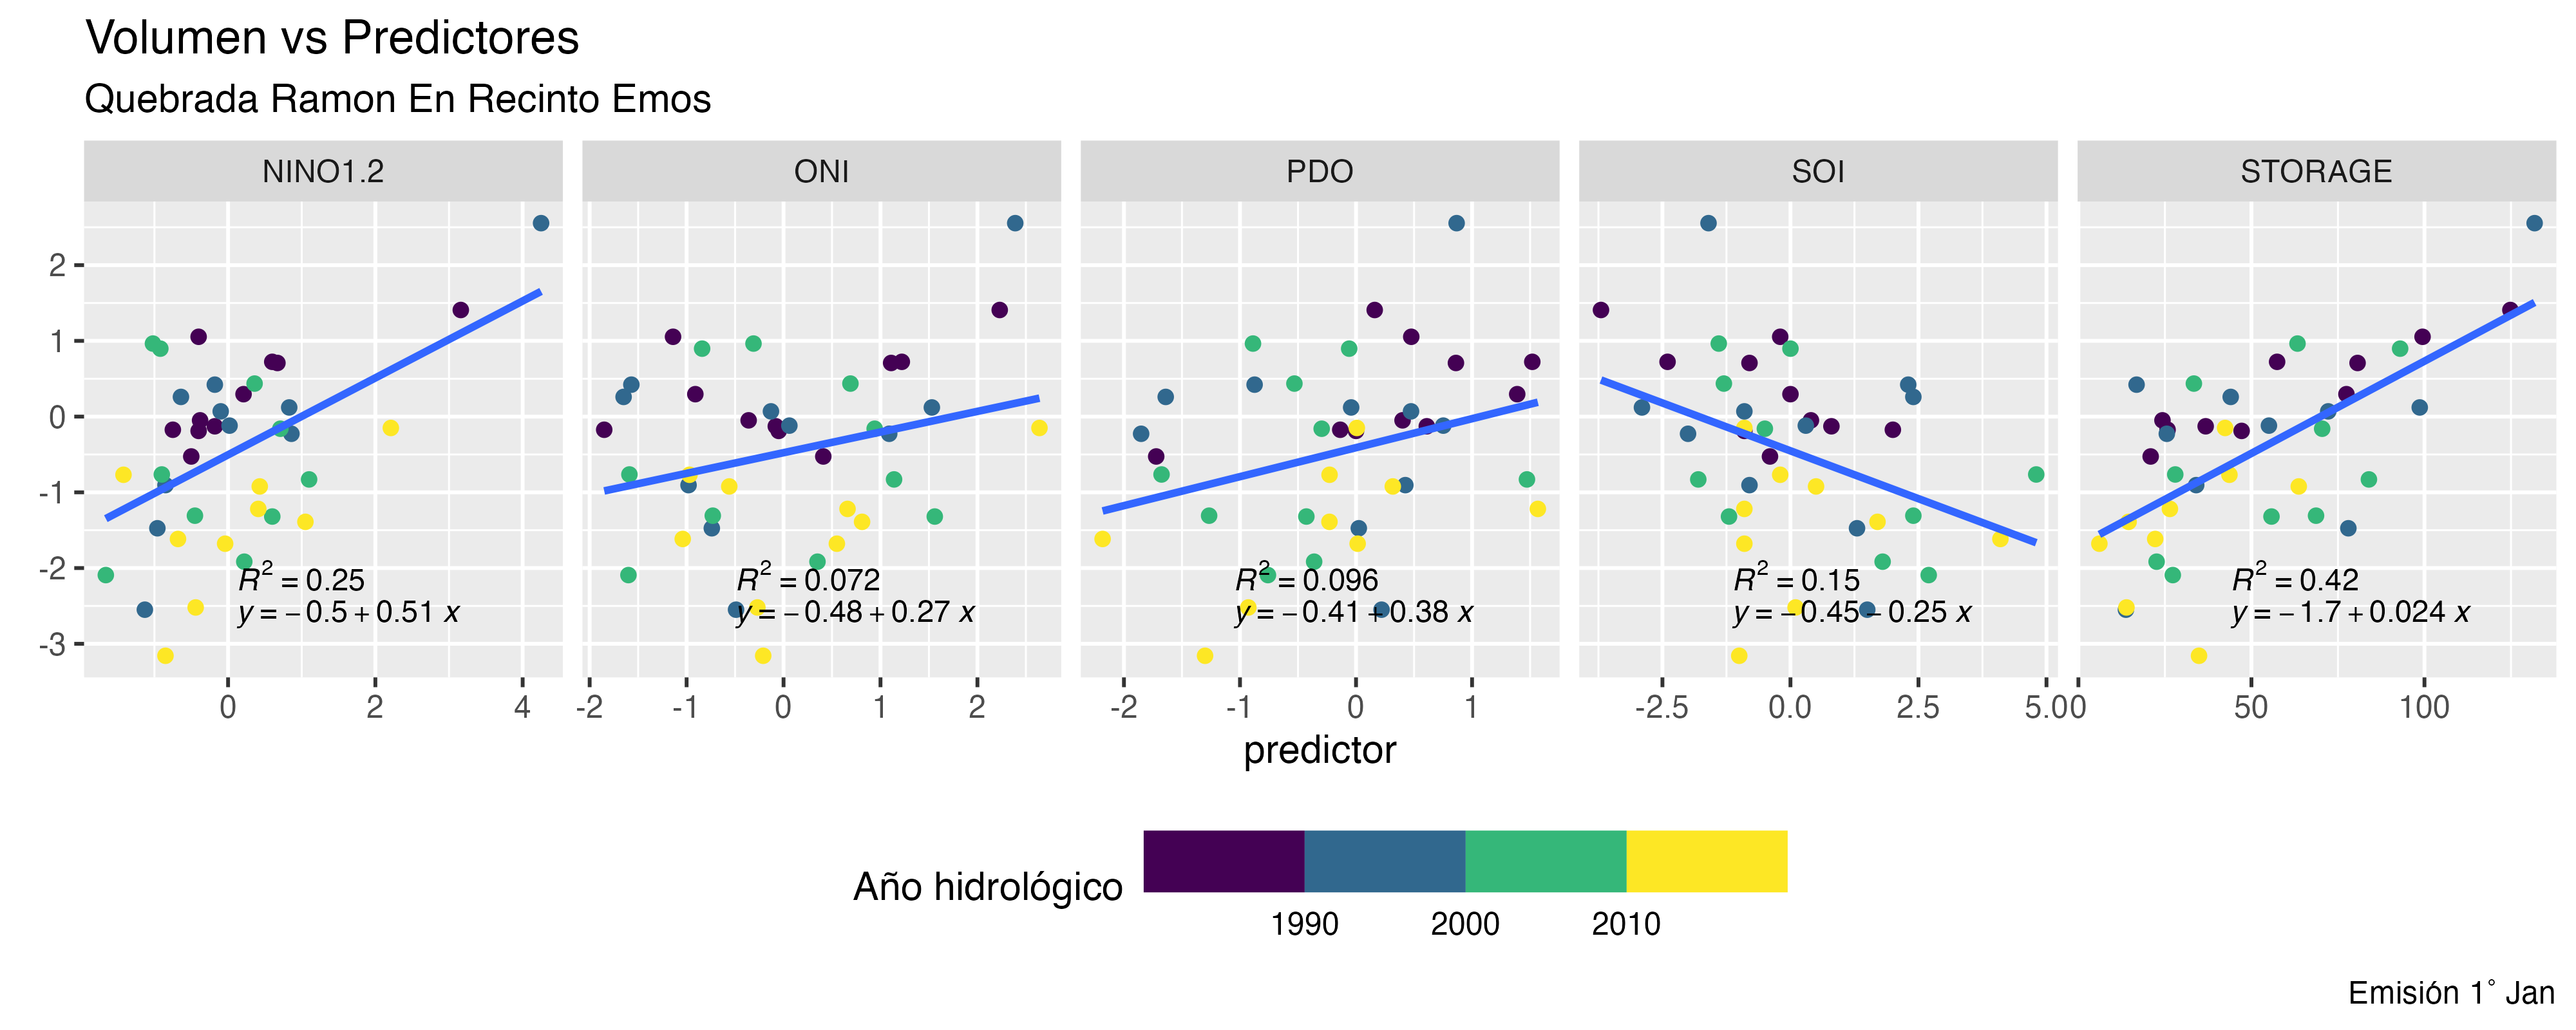 Volumen vs Predictores
Quebrada Ramon En Recinto Emos
NINO1.2 ONI PDO SOI STORAGE
2
1
0
-1
-2
-3
R² = 0.25
y = −0.5 + 0.51 x
R² = 0.072
y = −0.48 + 0.27 x
R² = 0.096
y = −0.41 + 0.38 x
R² = 0.15
y = −0.45 − 0.25 x
R² = 0.42
y = −1.7 + 0.024 x
0 2 4 -2 -1 0 1 2 -2 -1 0 1 -2.5 0.0 2.5 5.0 0 50 100
predictor
Año hidrológico
1990 2000 2010
Emisión 1° Jan